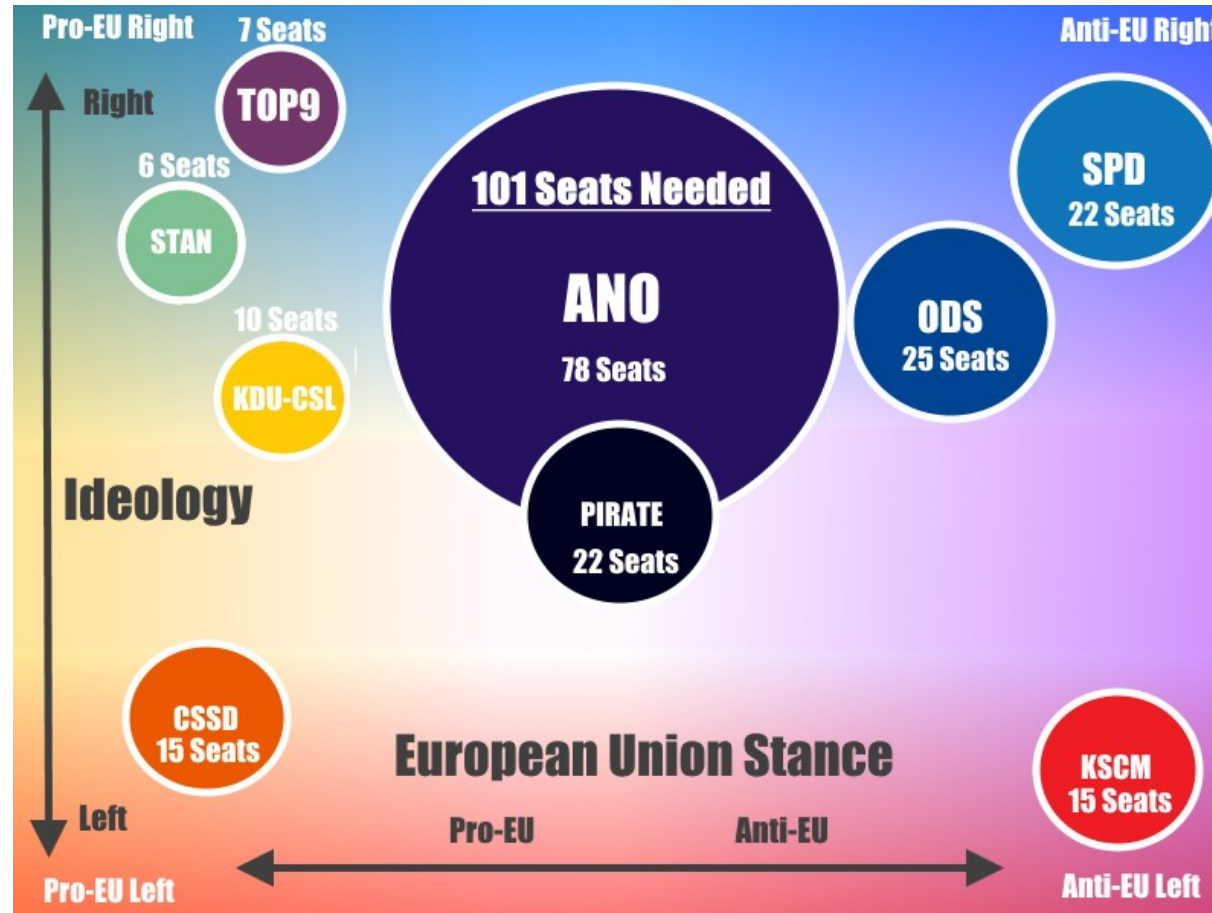 Pro-EU Right
7 Seats
Anti-EU Right
Right
TOP9
6 Seats
STAN
101 Seats Needed
ANO
78 Seats
SPD
22 Seats
ODS
25 Seats
10 Seats
KDU-CSL
Ideology
PIRATE
22 Seats
CSSD
15 Seats
European Union Stance
KSCM
15 Seats
Left
Pro-EU
Anti-EU
Pro-EU Left
Anti-EU Left